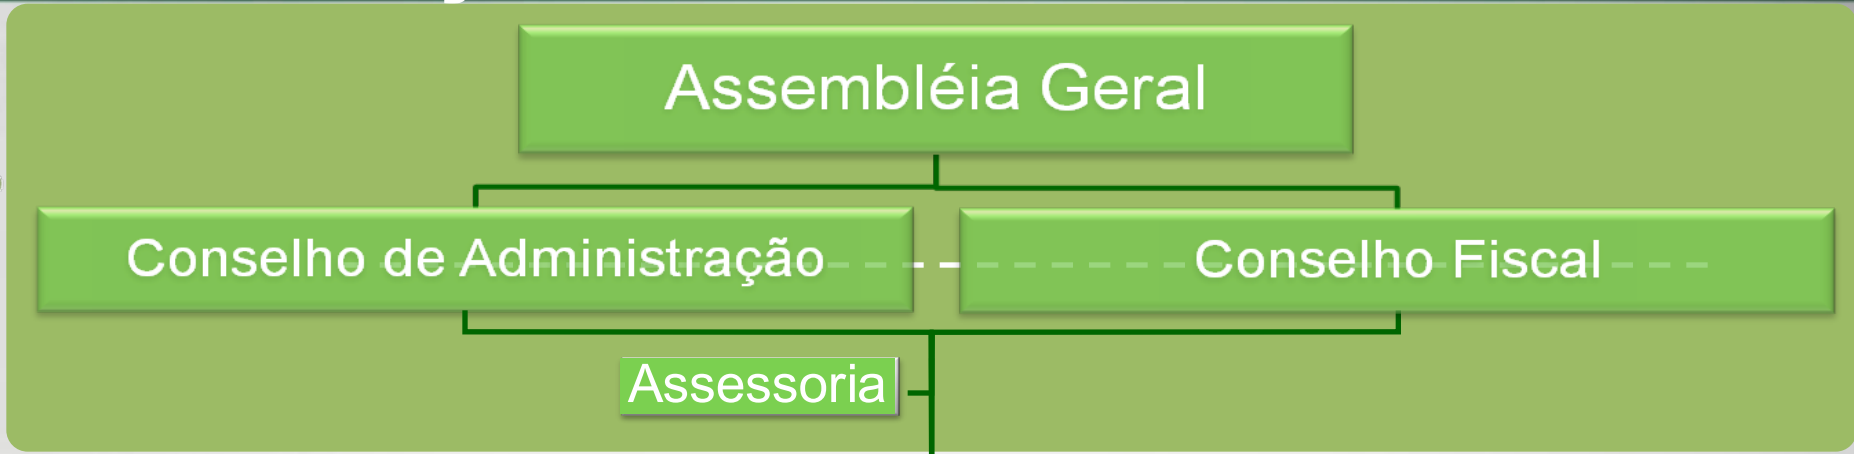 Assembléia Geral
Conselho de Administração
Conselho Fiscal
Assessoria